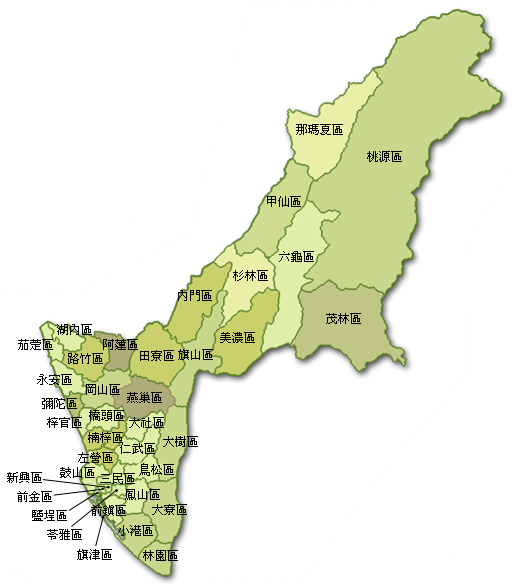 那瑪夏區
桃源區
甲仙區
六龜區
杉林區
內門區
茂林區
湖內區
美濃區
茄萣區
阿蓮區
路竹區
田寮區
旗山區
永安區
岡山區
燕巢區
彌陀區
橋頭區
梓官區
大社區
楠梓區
大樹區
仁武區
左營區
鼓山區
鳥松區
新興區
三民區
前金區
鳳山區
鹽埕區
前鎮區
大寮區
苓雅區
小港區
旗津區
林園區